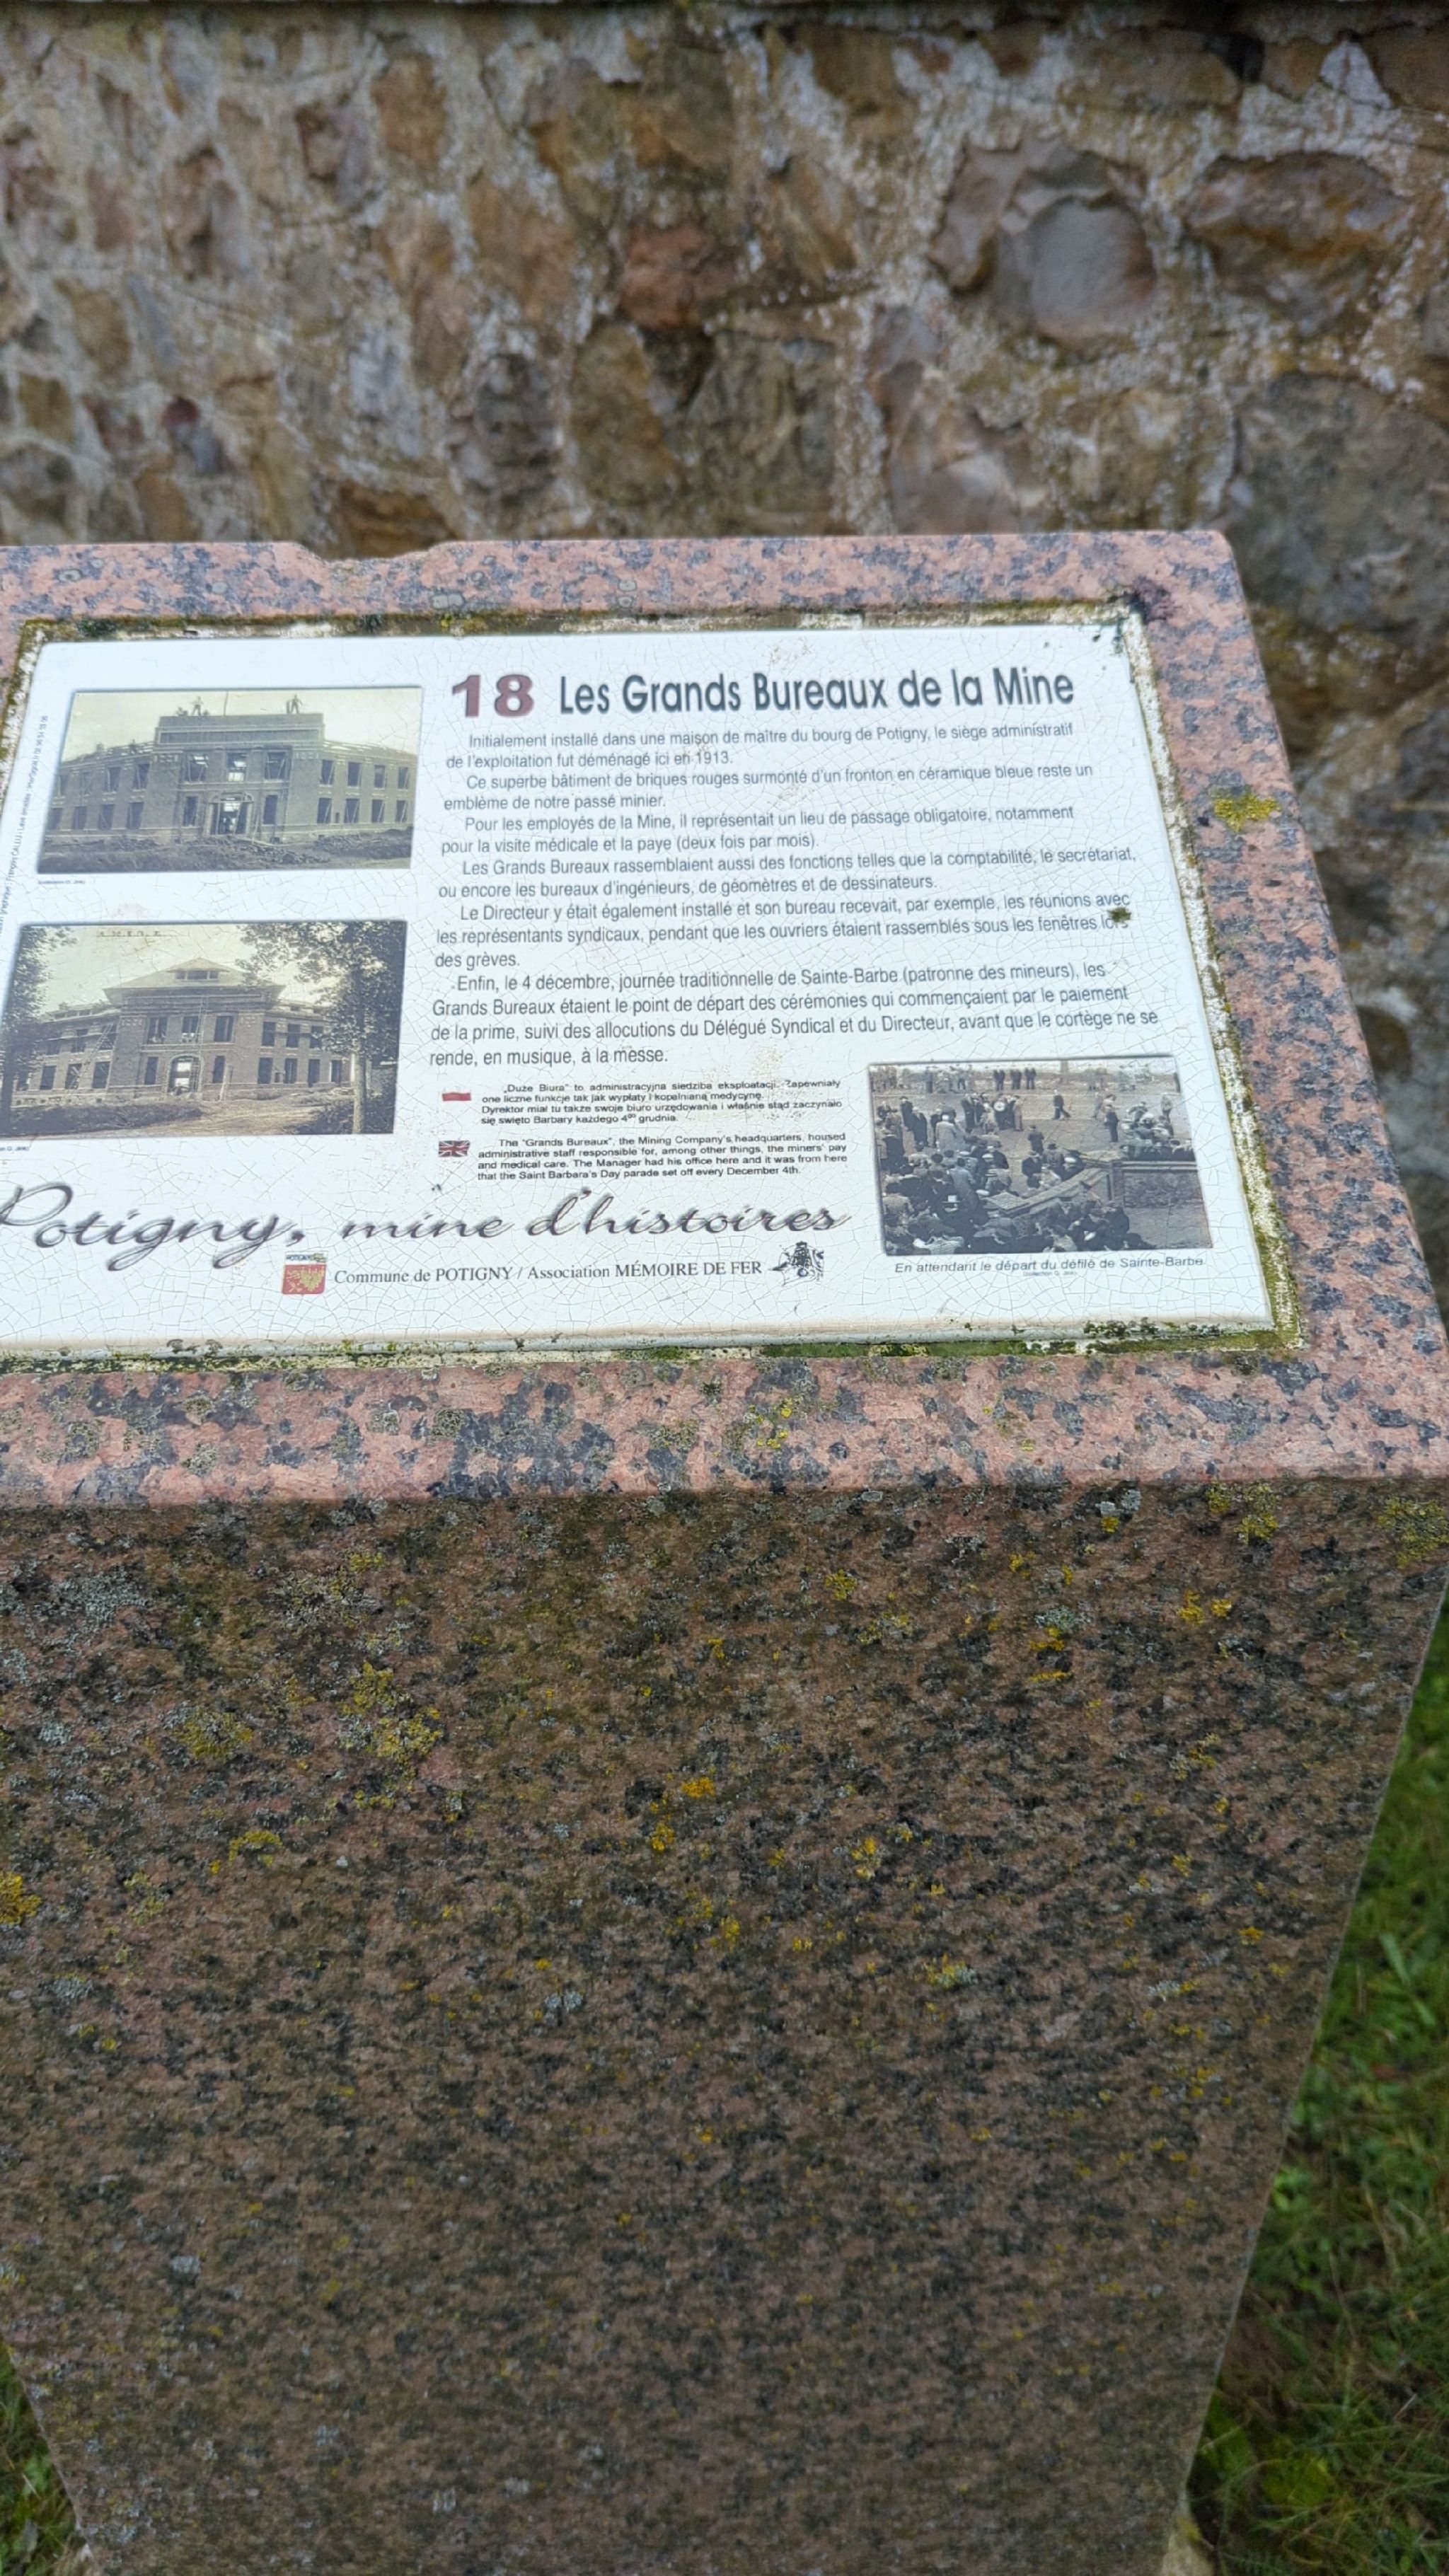 18 Les Grands Bureaux de la Mine
Initialement installé dans une maison de maître du bourg de Potigny, le siège administratif
de l'exploitation fut déménagé ici en 1913.
Ce superbe bâtiment de briques rouges surmonté d'un fronton en céramique bleue reste un
emblème de notre passé minier.
Pour les employés de la Mine, il représentait un lieu de passage obligatoire, notamment
pour la visite médicale et la paye (deux fois par mois).
Les Grands Bureaux rassemblaient aussi des fonctions telles que la comptabilité, le secrétariat,
ou encore les bureaux d'ingénieurs, de géomètres et de dessinateurs.
Le Directeur y était également installé et son bureau recevait, par exemple, les réunions avec
les représentants syndicaux, pendant que les ouvriers étaient rassemblés sous les fenêtres lors
des grèves.
Enfin, le 4 décembre, journée traditionnelle de Sainte-Barbe (patronne des mineurs), les
Grands Bureaux étaient le point de départ des cérémonies qui commençaient par le paiement
de la prime, suivi des allocutions du Délégué Syndical et du Directeur, avant que le cortège ne se
rende, en musique, à la messe.
„Duże Biura" to administracyjna siedziba eksploatacji. Zapewniały
one liczne funkcje tak jak wypłaty i kopalnianą medycynę.
Dyrektor miał tu także swoje biuro urzędowania i właśnie stąd zaczynało
się święto Barbary każdego 4go grudnia.
The "Grands Bureaux", the Mining Company's headquarters, housed
administrative staff responsible for, among other things, the miners' pay
and medical care. The Manager had his office here and it was from here
that the Saint Barbara's Day parade set off every December 4th.
Potigny, mine d'histoires
Commune de POTIGNY / Association MÉMOIRE DE FER
En attendant le départ du défilé de Sainte-Barbe